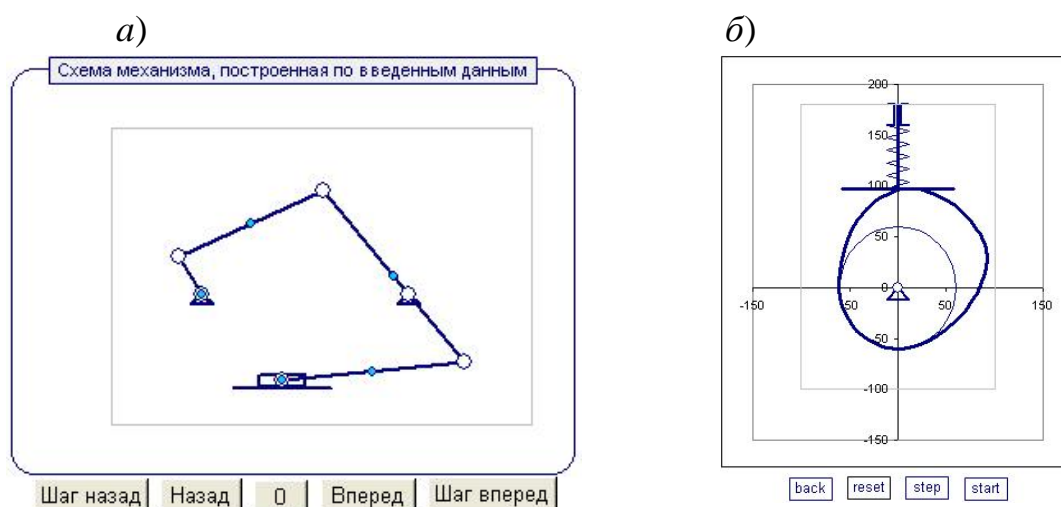 а)
б)
Схема механизма, построенная по введенным данным
200
150
100
50
0
-150
-50
50
150
-50
-100
-150
Шаг назад Назад 0 Вперед Шаг вперед
back reset step start